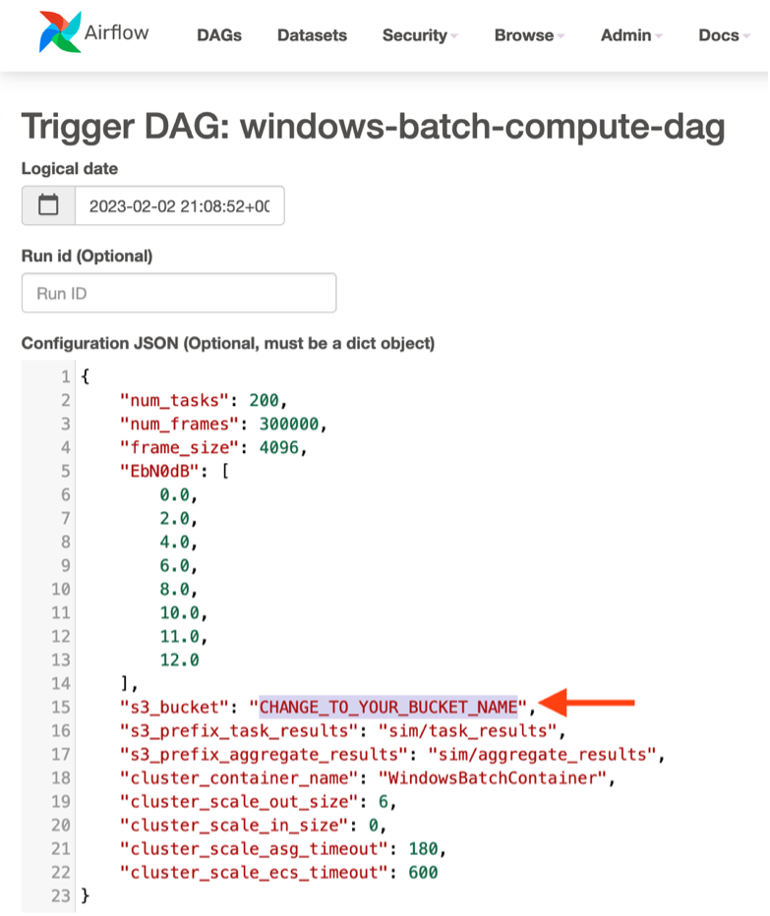 Airflow DAGs Datasets Security Browse Admin Docs
Trigger DAG: windows-batch-compute-dag
Logical date
2023-02-02 21:08:52+00
Run id (Optional)
Run ID
Configuration JSON (Optional, must be a dict object)
1 {
2 "num_tasks": 200,
3 "num_frames": 300000,
4 "frame_size": 4096,
5 "EbN0dB": [
6 0.0,
7 2.0,
8 4.0,
9 6.0,
10 8.0,
11 10.0,
12 11.0,
13 12.0
14 ],
15 "s3_bucket": "CHANGE_TO_YOUR_BUCKET_NAME",
16 "s3_prefix_task_results": "sim/task_results",
17 "s3_prefix_aggregate_results": "sim/aggregate_results",
18 "cluster_container_name": "WindowsBatchContainer",
19 "cluster_scale_out_size": 6,
20 "cluster_scale_in_size": 0,
21 "cluster_scale_asg_timeout": 180,
22 "cluster_scale_ecs_timeout": 600
23 }